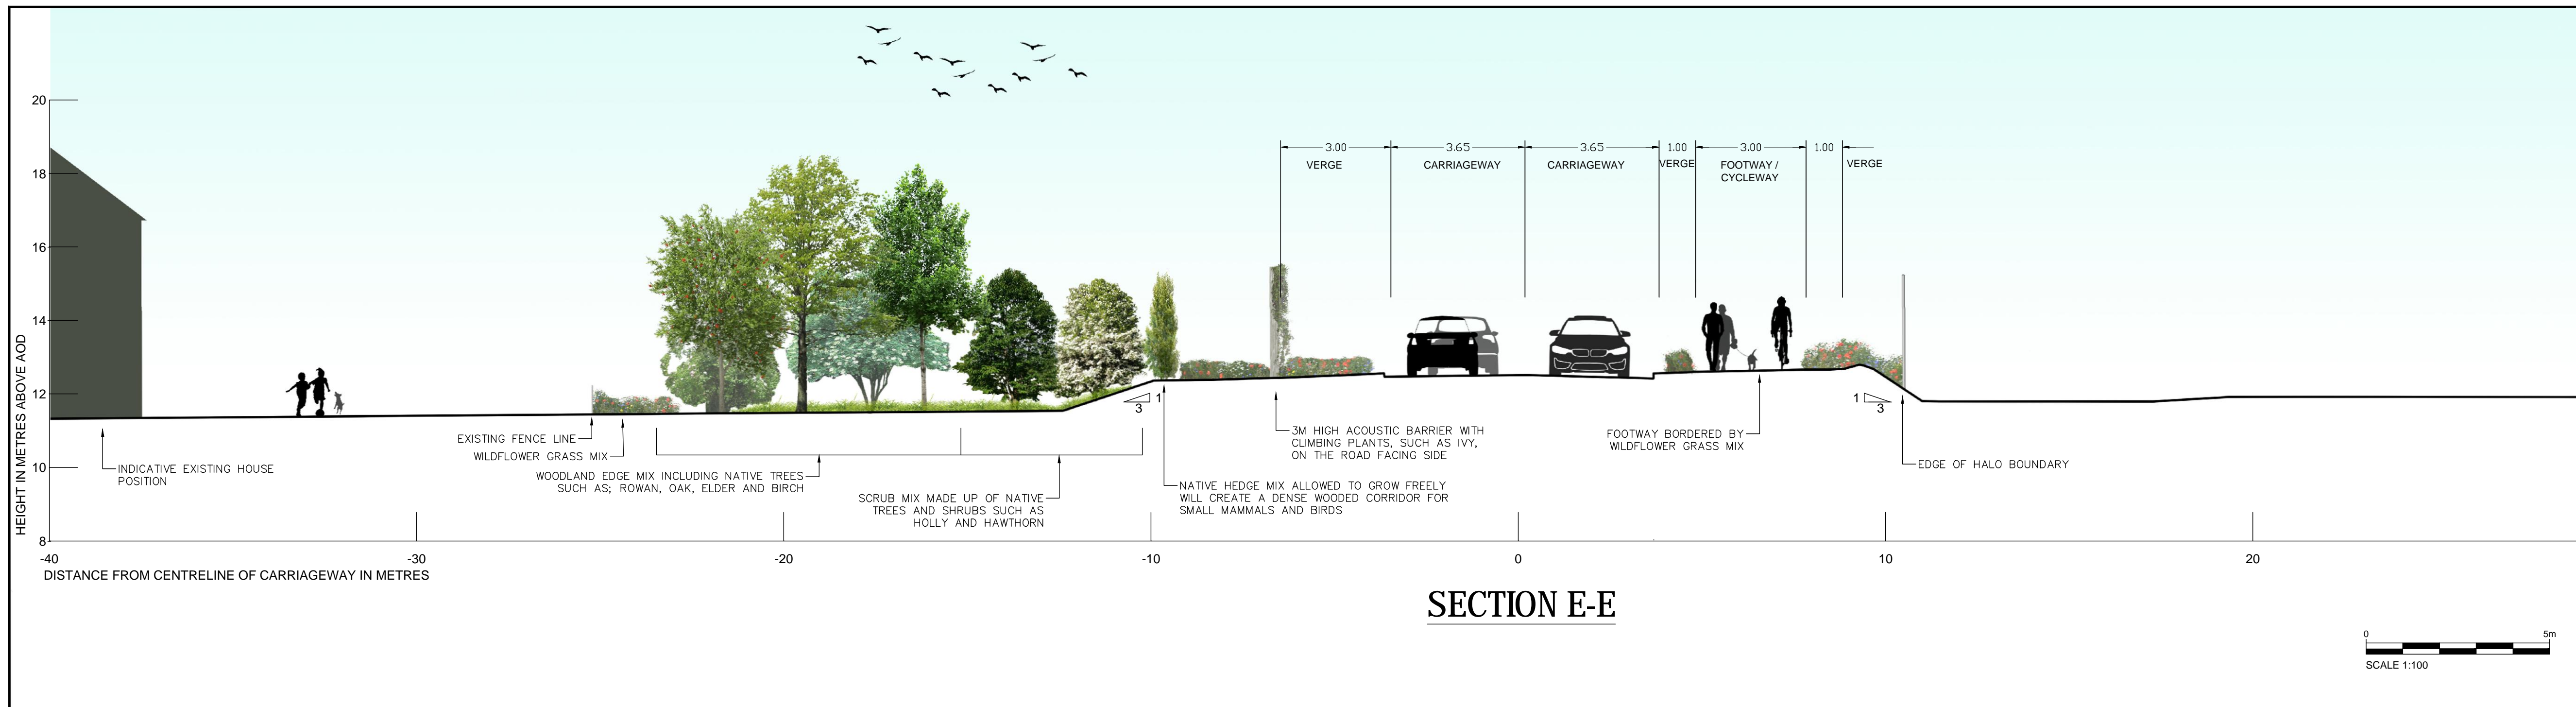 3.00
3.65
3.65
1.00
3.00
1.00
VERGE
CARRIAGEWAY
CARRIAGEWAY
VERGE
FOOTWAY /
CYCLEWAY
VERGE
HEIGHT IN METRES ABOVE AOD
20
18
16
14
12
10
8
3
1
1
3
INDICATIVE EXISTING HOUSE
POSITION
EXISTING FENCE LINE
WILDFLOWER GRASS MIX
WOODLAND EDGE MIX INCLUDING NATIVE TREES
SUCH AS; ROWAN, OAK, ELDER AND BIRCH
SCRUB MIX MADE UP OF NATIVE
TREES AND SHRUBS SUCH AS
HOLLY AND HAWTHORN
NATIVE HEDGE MIX ALLOWED TO GROW FREELY
WILL CREATE A DENSE WOODED CORRIDOR FOR
SMALL MAMMALS AND BIRDS
3M HIGH ACOUSTIC BARRIER WITH
CLIMBING PLANTS, SUCH AS IVY,
ON THE ROAD FACING SIDE
FOOTWAY BORDERED BY
WILDFLOWER GRASS MIX
EDGE OF HALO BOUNDARY
-40
-30
-20
-10
0
10
20
DISTANCE FROM CENTRELINE OF CARRIAGEWAY IN METRES
SECTION E-E
0
5m
SCALE 1:100